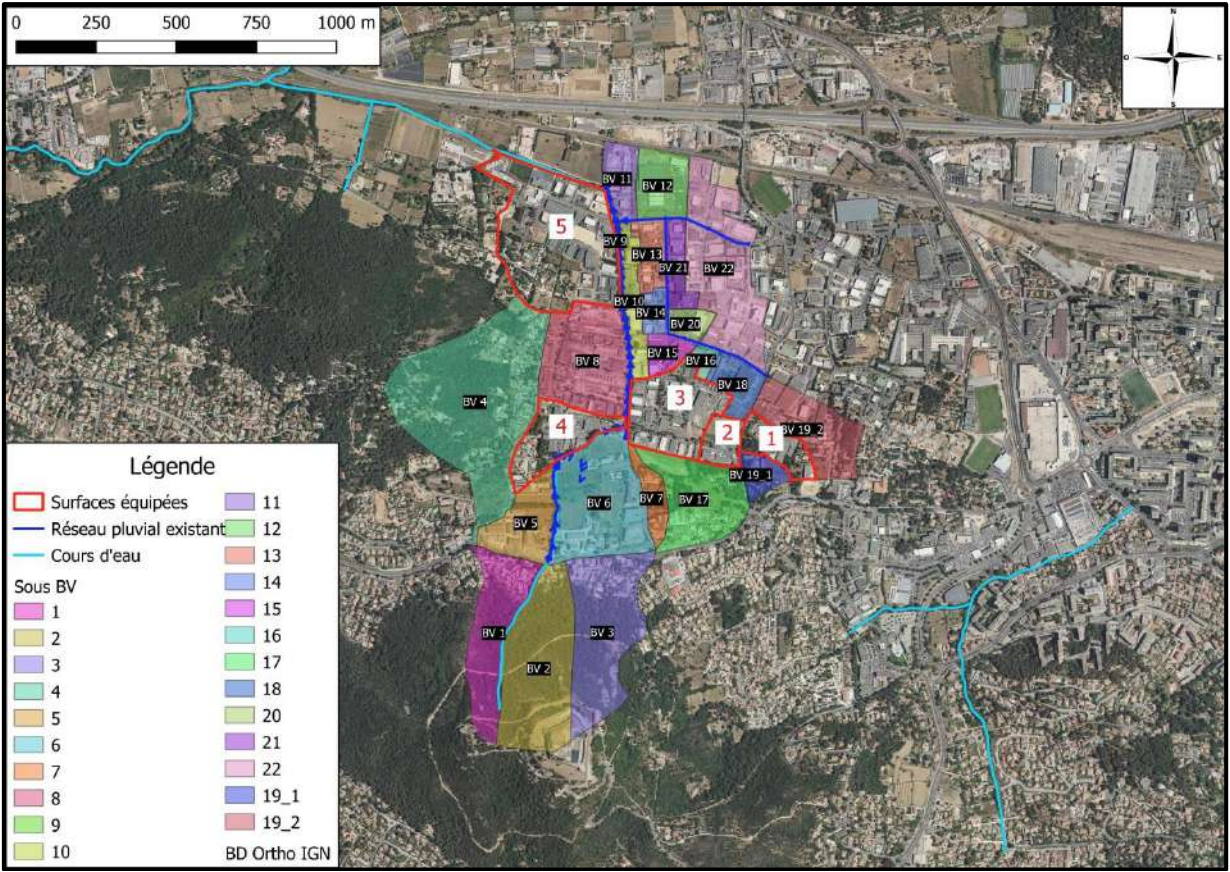 0 250 500 750 1000 m
N
O E
S
BV 11
BV 12
5
BV 9
BV 13
BV 21
BV 22
BV 10
BV 14
BV 20
BV 15
BV 16
BV 8
BV 18
BV 4
3
4
2
1
BV 19_2
BV 19_1
BV 5
BV 6
BV 7
BV 17
BV 1
BV 3
BV 2
Légende
Surfaces équipées
Réseau pluvial existant
Cours d'eau
Sous BV
1
2
3
4
5
6
7
8
9
10
11
12
13
14
15
16
17
18
20
21
22
19_1
19_2
BD Ortho IGN